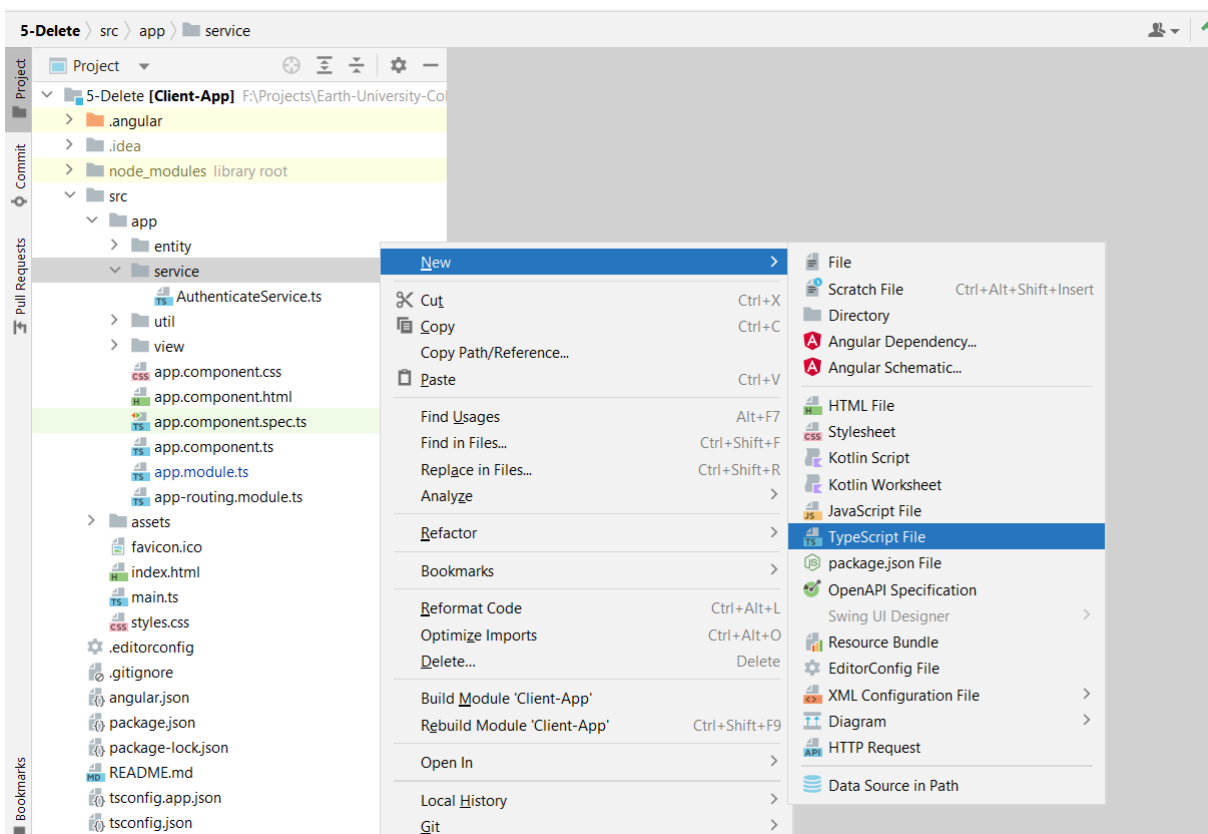 5-Delete › src › app › service
Project
Commit
Pull Requests
Bookmarks
Project
5-Delete [Client-App] F:\Projects\Earth-University-Col
.angular
.idea
node_modules library root
src
app
entity
service
AuthenticateService.ts
util
view
app.component.css
app.component.html
app.component.spec.ts
app.component.ts
app.module.ts
app-routing.module.ts
assets
favicon.ico
index.html
main.ts
styles.css
.editorconfig
.gitignore
angular.json
package.json
package-lock.json
README.md
tsconfig.app.json
tsconfig.json
New
Cut Ctrl+X
Copy Ctrl+C
Copy Path/Reference...
Paste Ctrl+V
Find Usages Alt+F7
Find in Files... Ctrl+Shift+F
Replace in Files... Ctrl+Shift+R
Analyze
Refactor
Bookmarks
Reformat Code Ctrl+Alt+L
Optimize Imports Ctrl+Alt+O
Delete... Delete
Build Module 'Client-App'
Rebuild Module 'Client-App' Ctrl+Shift+F9
Open In
Local History
Git
File
Scratch File Ctrl+Alt+Shift+Insert
Directory
Angular Dependency...
Angular Schematic...
HTML File
Stylesheet
Kotlin Script
Kotlin Worksheet
JavaScript File
TypeScript File
package.json File
OpenAPI Specification
Swing UI Designer
Resource Bundle
EditorConfig File
XML Configuration File
Diagram
HTTP Request
Data Source in Path